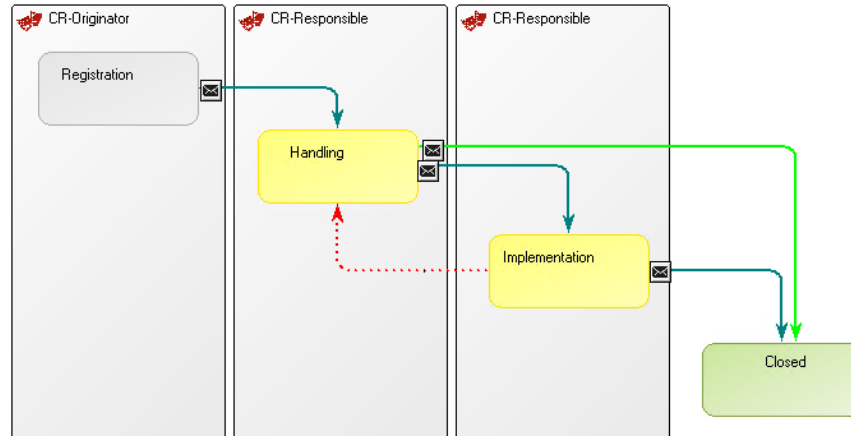 CR-Originator
CR-Responsible
CR-Responsible
Registration
Handling
Implementation
Closed